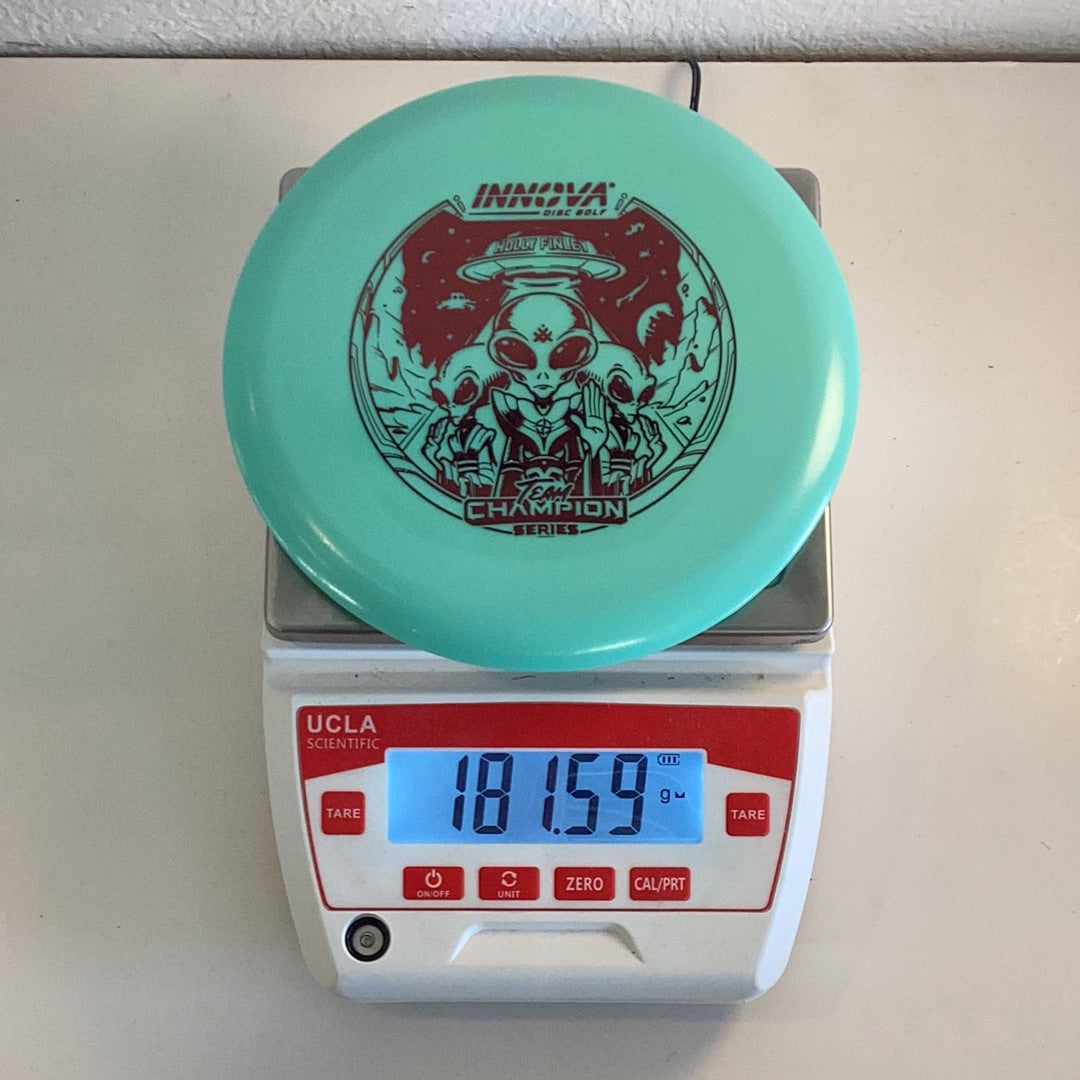 INNOVA
DISC GOLF
HOLLY FINLEY
TEAM
CHAMPION
SERIES
UCLA
SCIENTIFIC
181.59 g
TARE
TARE
ON/OFF
UNIT
ZERO
CAL/PRT